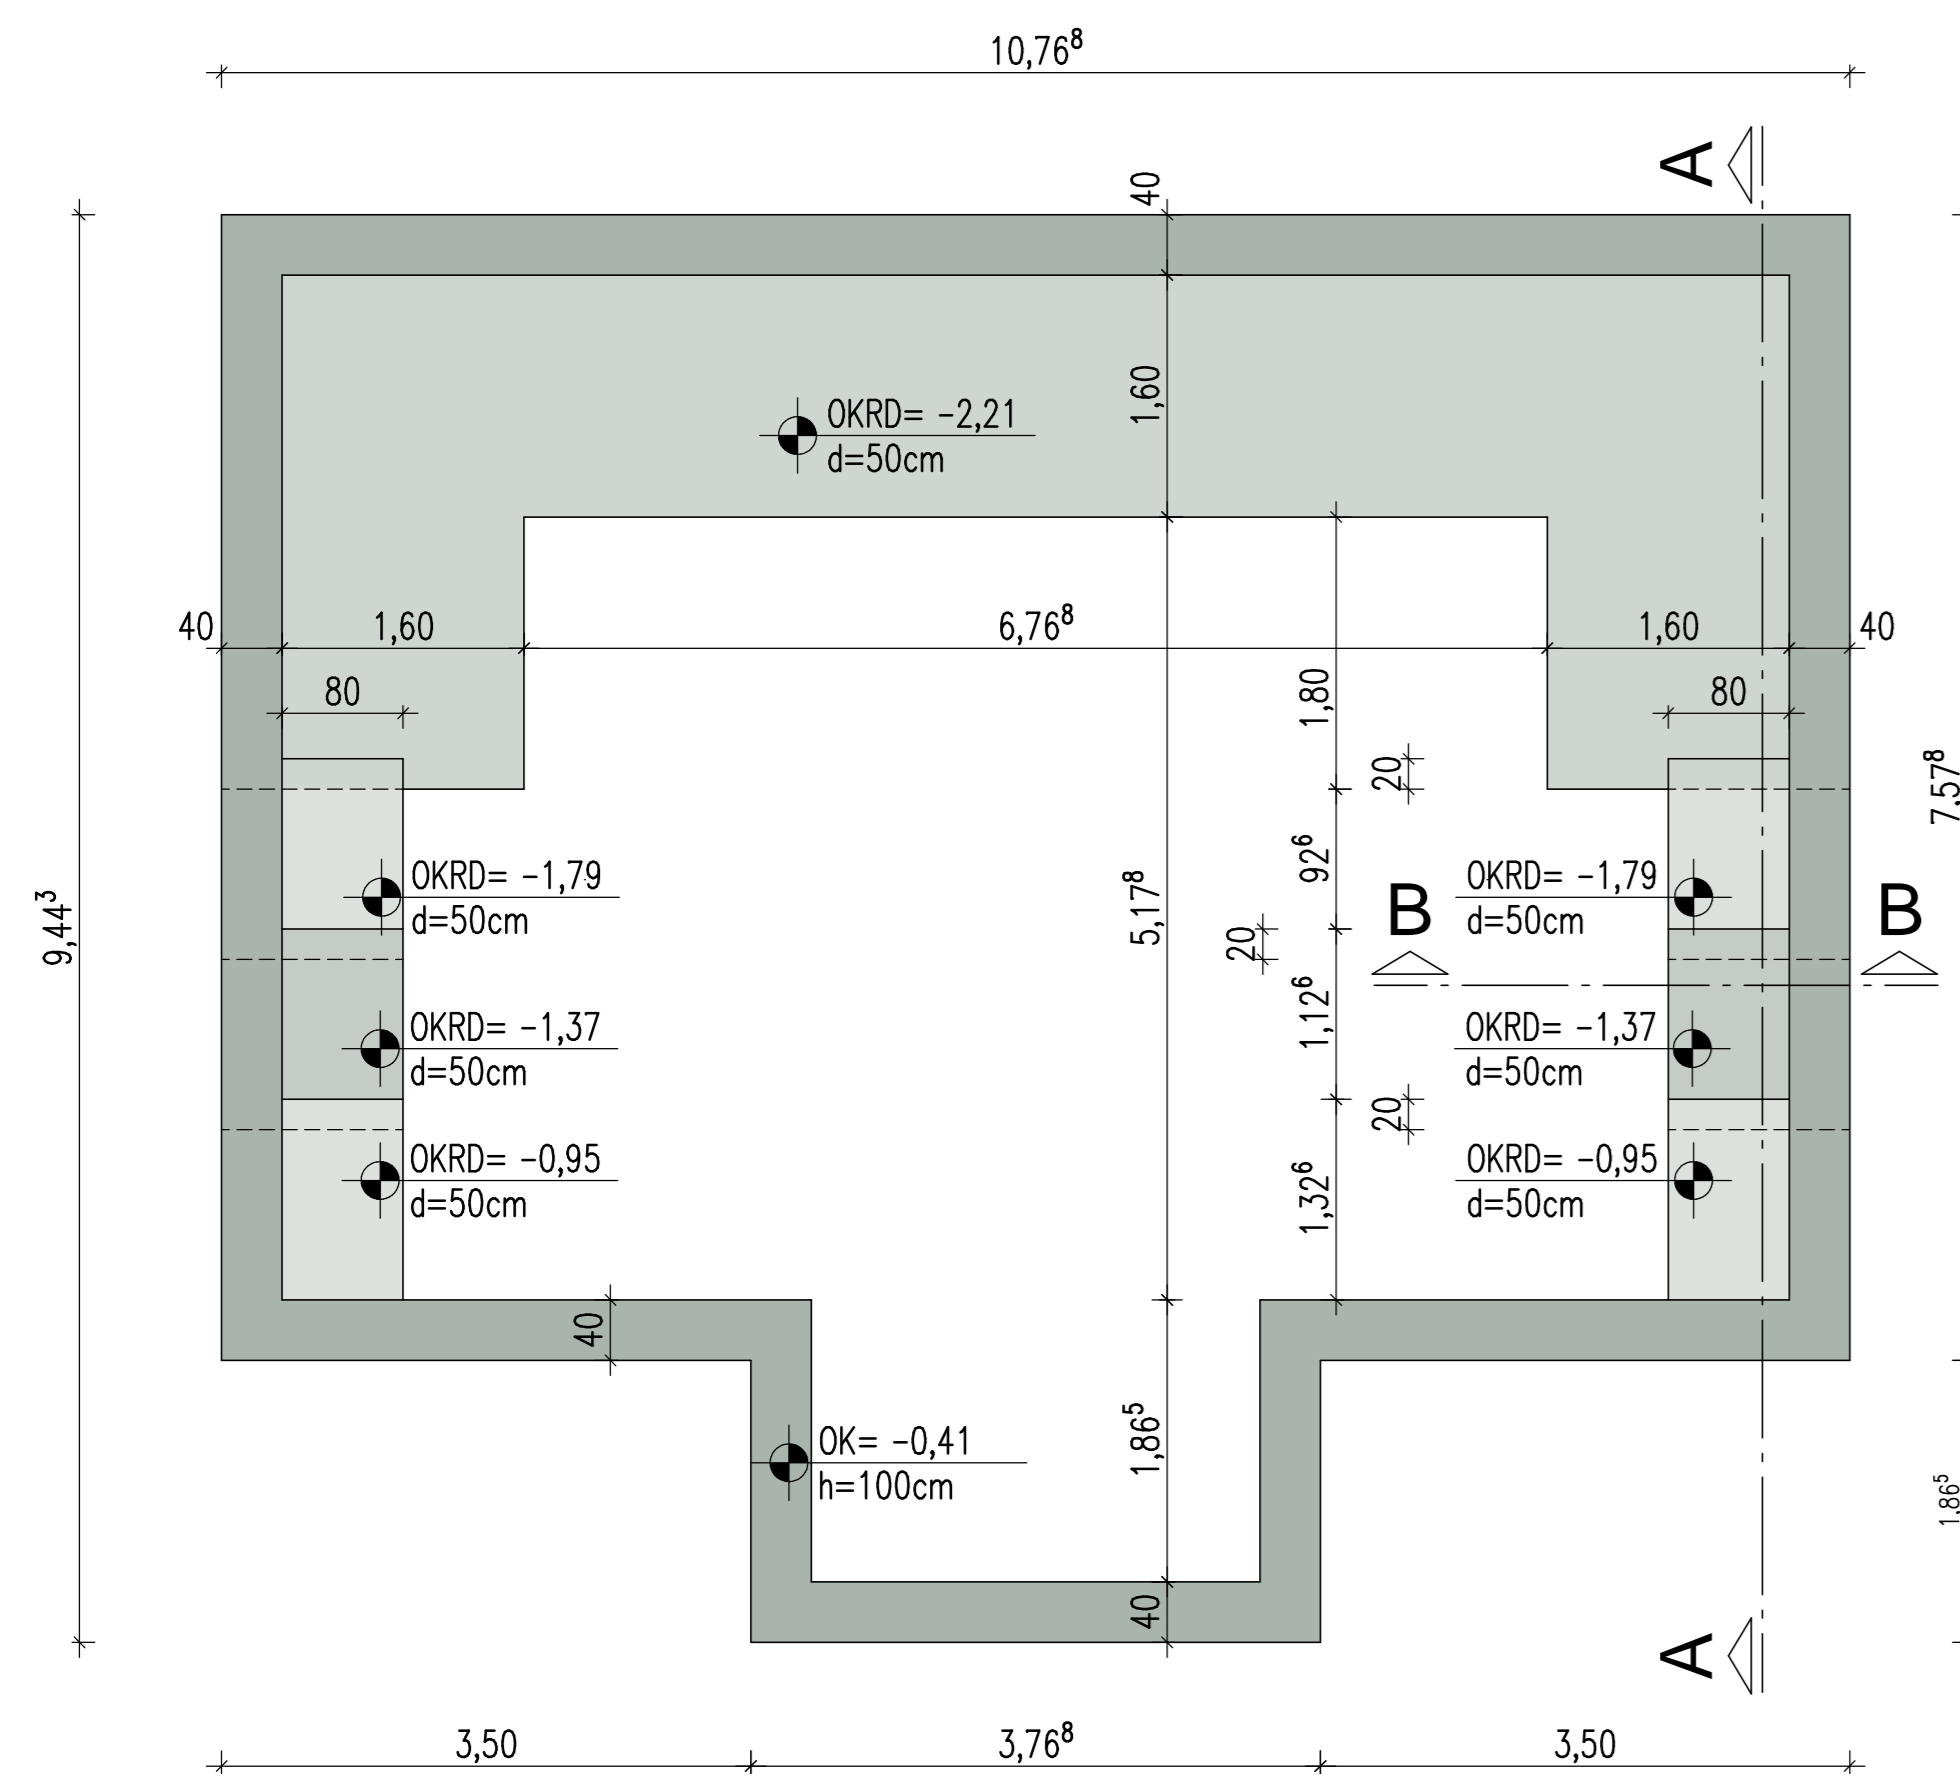 10,76⁸
A
40
1,60
OKRD= -2,21
d=50cm
40
1,60
6,76⁸
1,60
40
80
80
1,80
20
7,57⁸
92⁶
OKRD= -1,79
d=50cm
5,17⁸
OKRD= -1,79
d=50cm
9,44³
B
B
20
1,12⁶
OKRD= -1,37
d=50cm
OKRD= -1,37
d=50cm
20
OKRD= -0,95
d=50cm
1,32⁶
OKRD= -0,95
d=50cm
40
OK= -0,41
h=100cm
1,86⁵
1,86⁵
40
A
3,50
3,76⁸
3,50